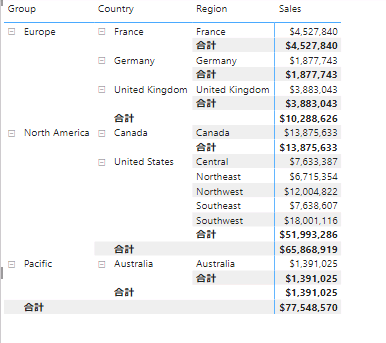 Group Country Region Sales
Europe France France $4,527,840
合計 $4,527,840
Germany Germany $1,877,743
合計 $1,877,743
United Kingdom United Kingdom $3,883,043
合計 $3,883,043
合計 $10,288,626
North America Canada Canada $13,875,633
合計 $13,875,633
United States Central $7,633,387
Northeast $6,715,354
Northwest $12,004,822
Southeast $7,638,607
Southwest $18,001,116
合計 $51,993,286
合計 $65,868,919
Pacific Australia Australia $1,391,025
合計 $1,391,025
合計 $1,391,025
合計 $77,548,570